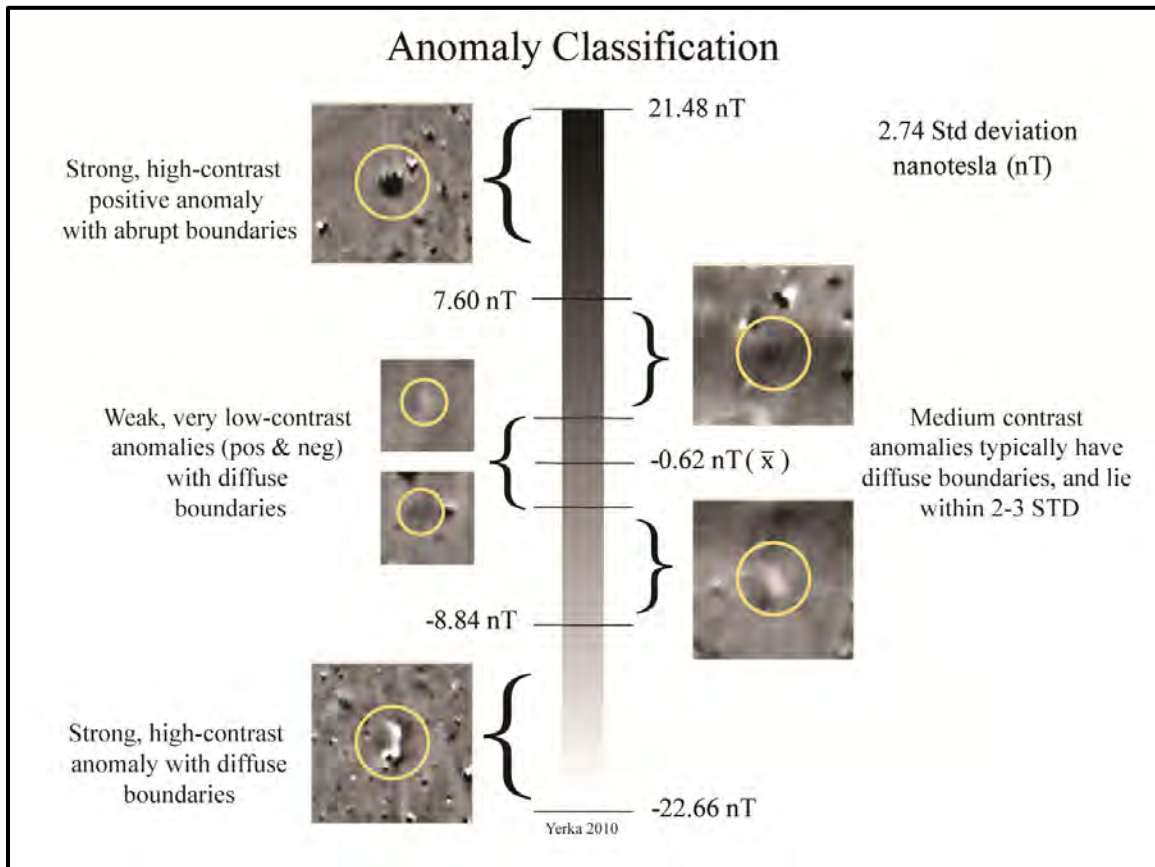 Anomaly Classification
21.48 nT
2.74 Std deviation
nanotesla (nT)
Strong, high-contrast
positive anomaly
with abrupt boundaries
7.60 nT
Weak, very low-contrast
anomalies (pos & neg)
with diffuse
boundaries
-0.62 nT ( x̄ )
Medium contrast
anomalies typically have
diffuse boundaries, and lie
within 2-3 STD
-8.84 nT
Strong, high-contrast
anomaly with diffuse
boundaries
-22.66 nT
Yerka 2010